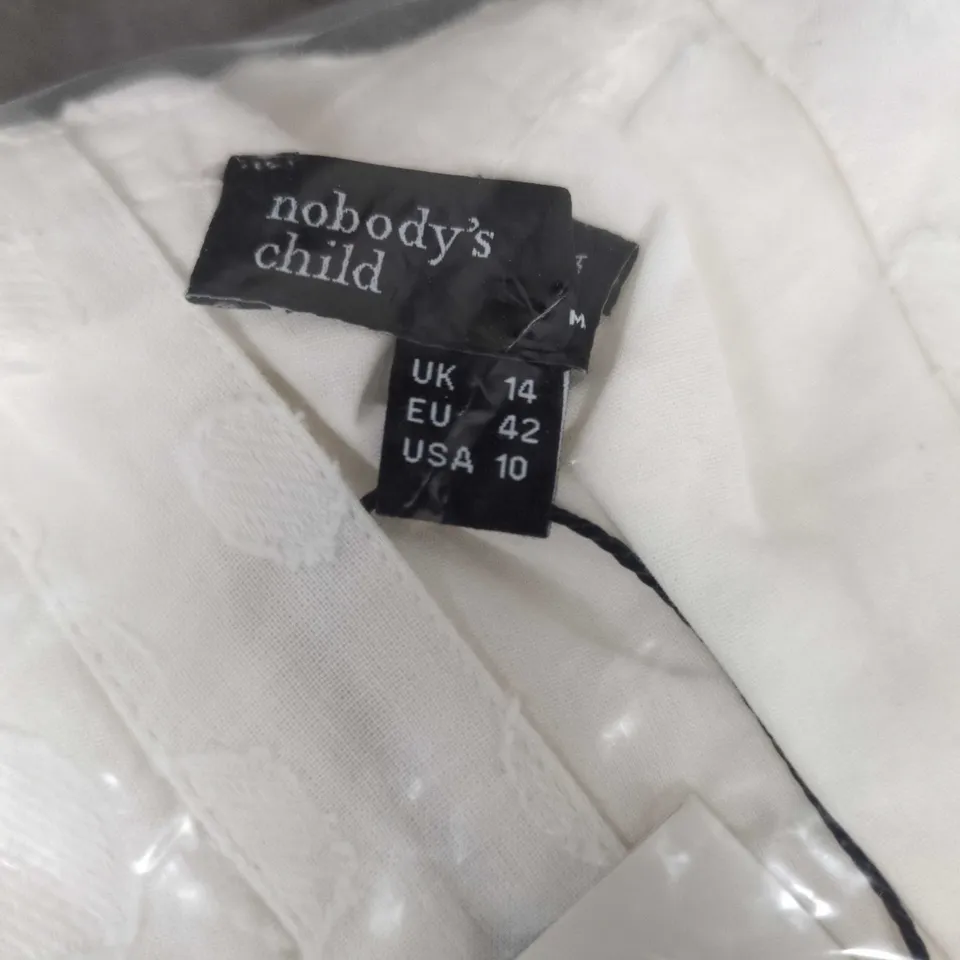 nobody's
child
M
UK 14
EU 42
USA 10